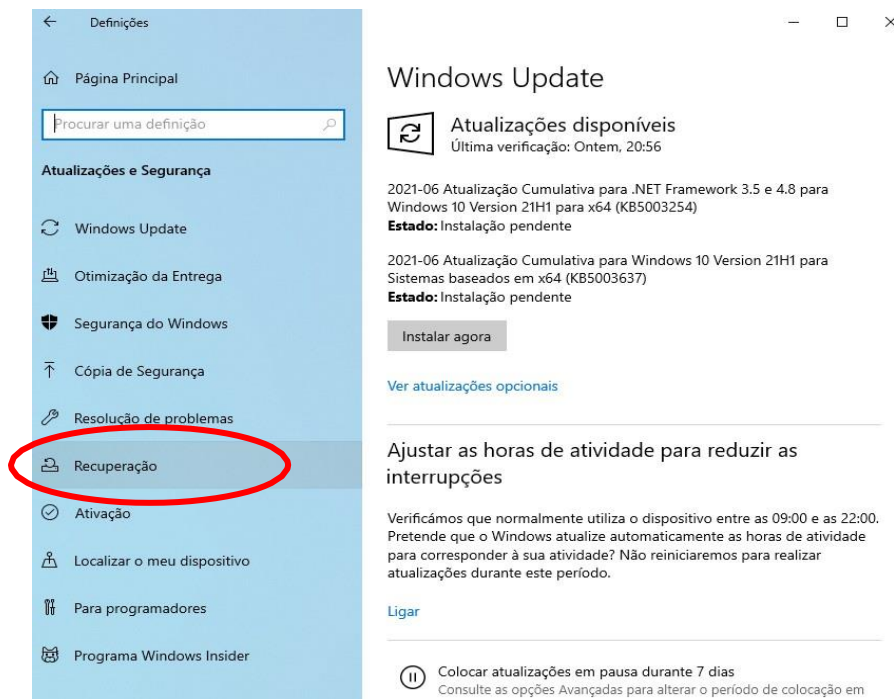 Definições
Página Principal
Procurar uma definição
Atualizações e Segurança
Windows Update
Otimização da Entrega
Segurança do Windows
Cópia de Segurança
Resolução de problemas
Recuperação
Ativação
Localizar o meu dispositivo
Para programadores
Programa Windows Insider
Windows Update
Atualizações disponíveis
Última verificação: Ontem, 20:56
2021-06 Atualização Cumulativa para .NET Framework 3.5 e 4.8 para
Windows 10 Version 21H1 para x64 (KB5003254)
Estado: Instalação pendente
2021-06 Atualização Cumulativa para Windows 10 Version 21H1 para
Sistemas baseados em x64 (KB5003637)
Estado: Instalação pendente
Instalar agora
Ver atualizações opcionais
Ajustar as horas de atividade para reduzir as
interrupções
Verificámos que normalmente utiliza o dispositivo entre as 09:00 e as 22:00.
Pretende que o Windows atualize automaticamente as horas de atividade
para corresponder à sua atividade? Não reiniciaremos para realizar
atualizações durante este período.
Ligar
Colocar atualizações em pausa durante 7 dias
Consulte as opções Avançadas para alterar o período de colocação em